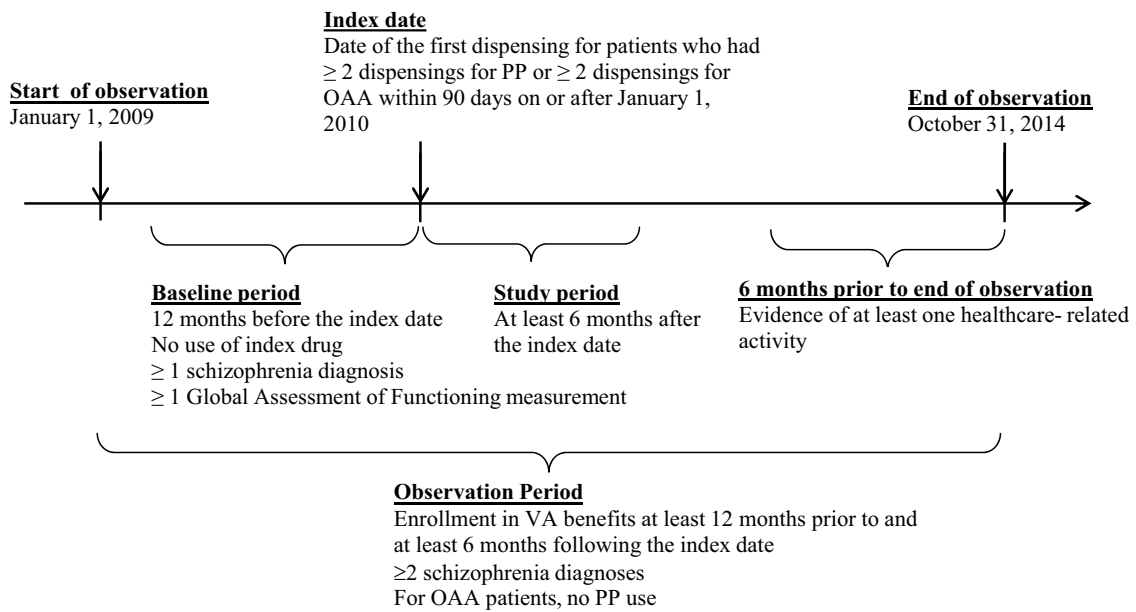 Index date
Date of the first dispensing for patients who had
≥ 2 dispensings for PP or ≥ 2 dispensings for
OAA within 90 days on or after January 1,
2010
Start of observation
January 1, 2009
End of observation
October 31, 2014
Baseline period
12 months before the index date
No use of index drug
≥ 1 schizophrenia diagnosis
≥ 1 Global Assessment of Functioning measurement
Study period
At least 6 months after
the index date
6 months prior to end of observation
Evidence of at least one healthcare- related
activity
Observation Period
Enrollment in VA benefits at least 12 months prior to and
at least 6 months following the index date
≥2 schizophrenia diagnoses
For OAA patients, no PP use